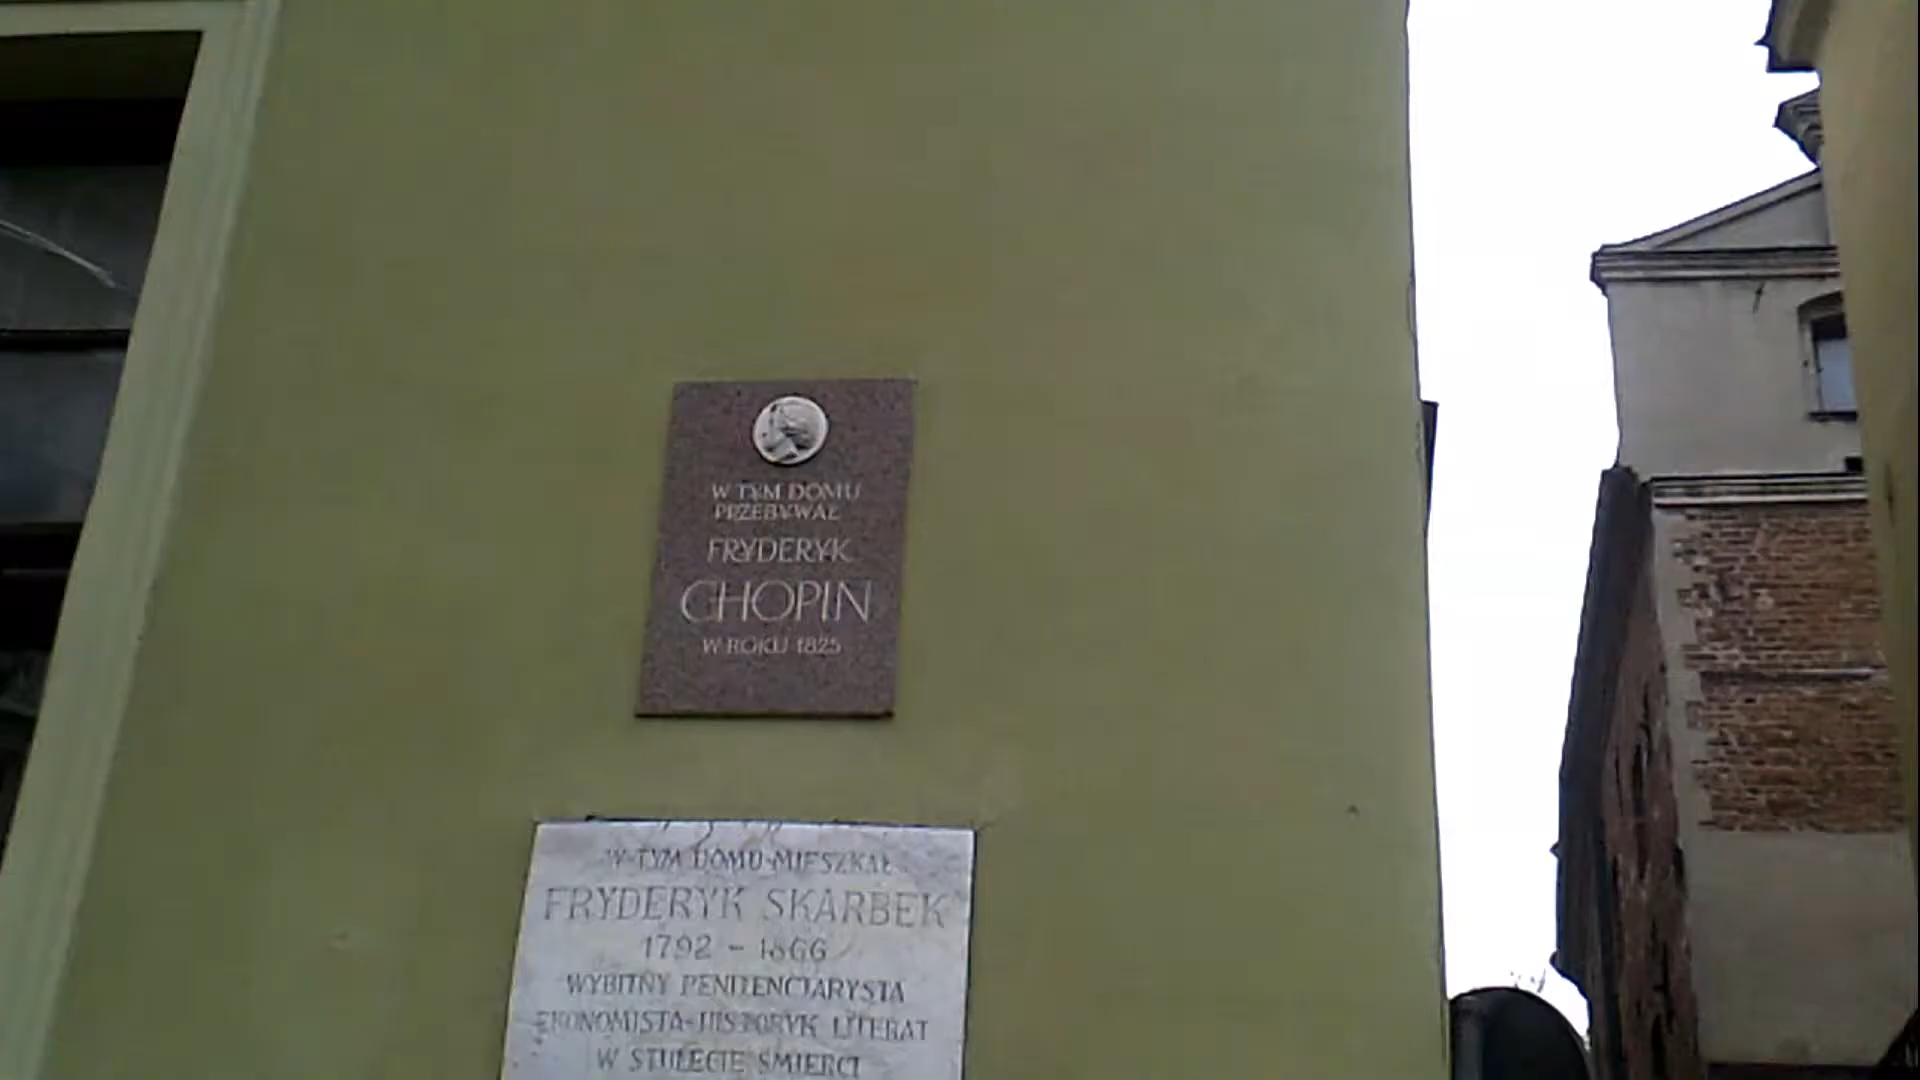 W TYM DOMU
PRZEBYWAŁ
FRYDERYK
CHOPIN
W ROKU 1825
W TYM DOMU MIESZKAŁ
FRYDERYK SKARBEK
1792 - 1866
WYBITNY PENITENCJARYSTA
EKONOMISTA-HISTORYK LITERAT
W STULECIE ŚMIERCI